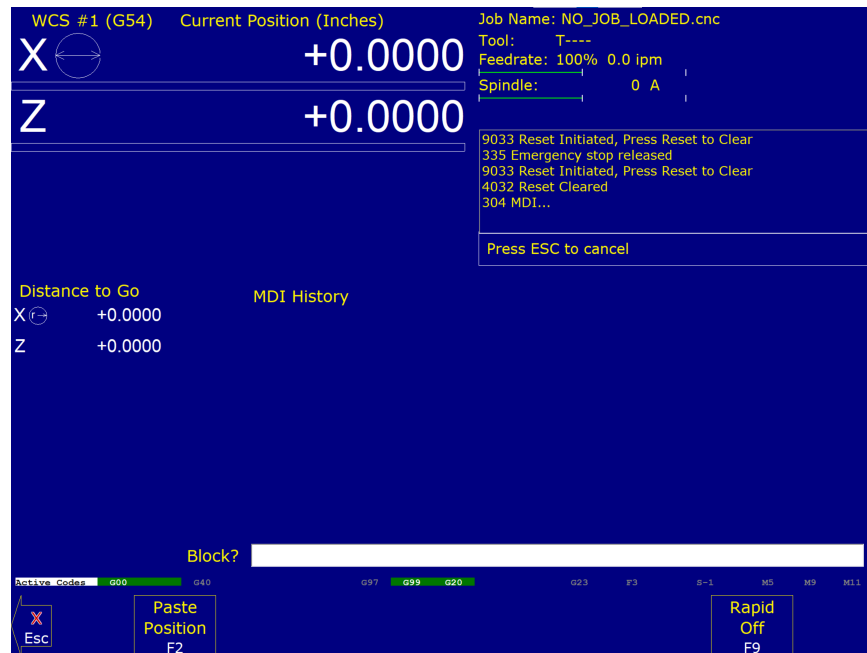 WCS #1 (G54) Current Position (Inches)
X +0.0000
Z +0.0000
Job Name: NO_JOB_LOADED.cnc
Tool: T----
Feedrate: 100% 0.0 ipm
Spindle: 0 A
9033 Reset Initiated, Press Reset to Clear
335 Emergency stop released
9033 Reset Initiated, Press Reset to Clear
4032 Reset Cleared
304 MDI...
Press ESC to cancel
Distance to Go
X r +0.0000
Z +0.0000
MDI History
Block?
Active Codes G00 G40 G97 G99 G20 G23 F3 S-1 M5 M9 M11
X
Esc
Paste
Position
F2
Rapid
Off
F9